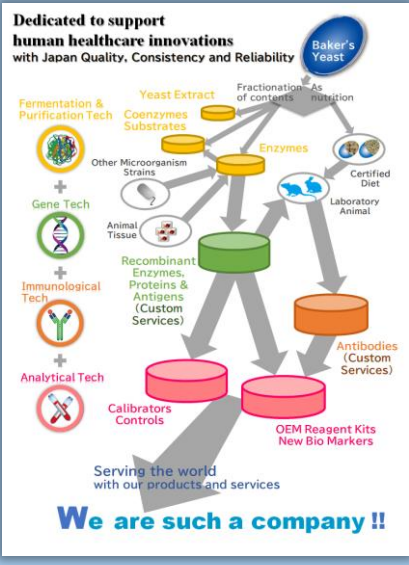 Dedicated to support
human healthcare innovations
with Japan Quality, Consistency and Reliability
Baker's
Yeast
Fractionation
of contents
As
nutrition
Yeast Extract
Coenzymes
Substrates
Enzymes
Other Microorganism
Strains
Animal
Tissue
Certified
Diet
Laboratory
Animal
Fermentation &
Purification Tech
+
Gene Tech
+
Immunological
Tech
+
Analytical Tech
Recombinant
Enzymes,
Proteins &
Antigens
(Custom
Services)
Antibodies
(Custom
Services)
Calibrators
Controls
OEM Reagent Kits
New Bio Markers
Serving the world
with our products and services
We are such a company !!